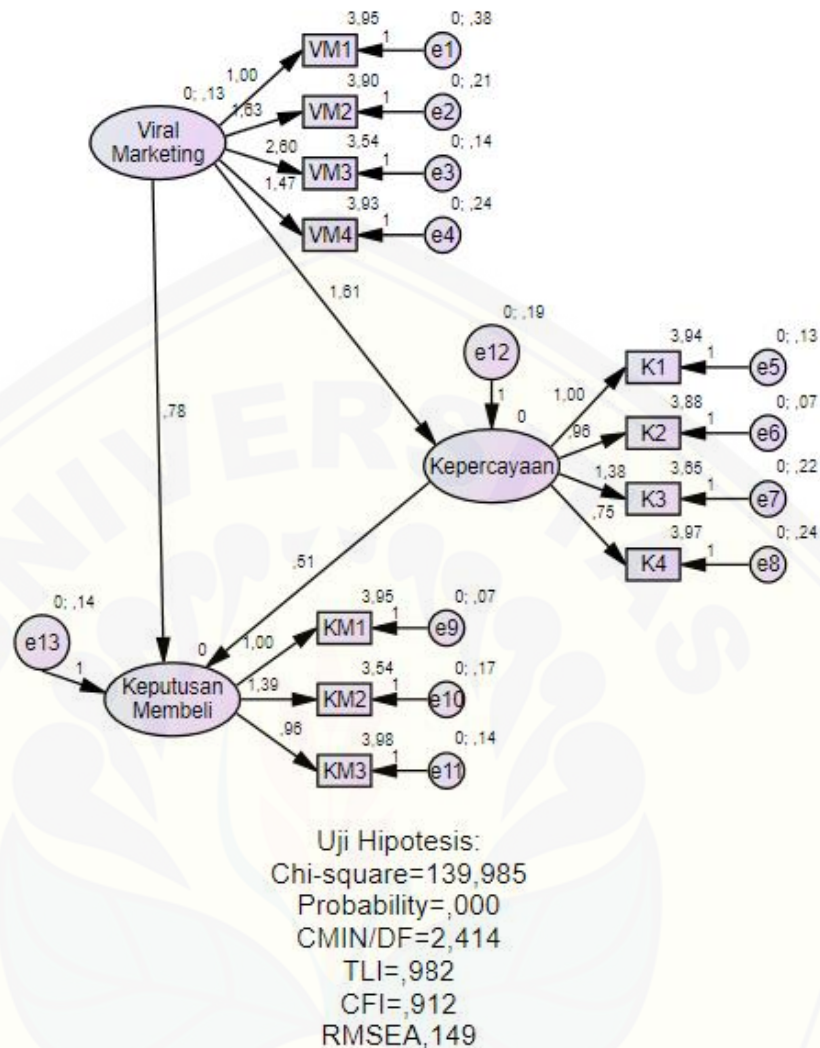 3,95
0; ,38
VM1
1
e1
1,00
0; ,13
3,90
0; ,21
1,63
VM2
1
e2
Viral
Marketing
3,54
0; ,14
2,60
VM3
1
e3
1,47
3,93
0; ,24
VM4
1
e4
1,61
0; ,19
e12
1
0
3,94
0; ,13
K1
1
e5
1,00
3,88
0; ,07
,96
K2
1
e6
Kepercayaan
1,38
3,65
0; ,22
K3
1
e7
,75
3,97
0; ,24
K4
1
e8
,78
,51
0; ,14
e13
1
0
Keputusan
Membeli
1,00
3,95
0; ,07
KM1
1
e9
1,39
3,54
0; ,17
KM2
1
e10
,96
3,98
0; ,14
KM3
1
e11
UNIVERSITAS
Uji Hipotesis:
Chi-square=139,985
Probability=,000
CMIN/DF=2,414
TLI=,982
CFI=,912
RMSEA,149